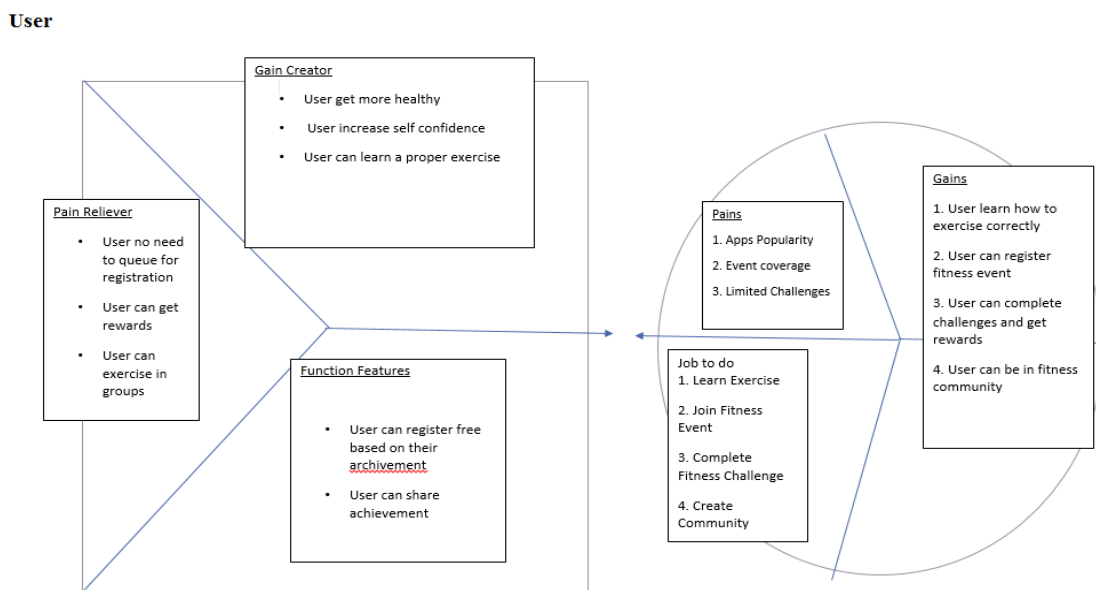 User
Gain Creator
• User get more healthy
• User increase self confidence
• User can learn a proper exercise
Pain Reliever
• User no need
to queue for
registration
• User can get
rewards
• User can
exercise in
groups
Function Features
• User can register free
based on their
archivement
• User can share
achievement
Pains
1. Apps Popularity
2. Event coverage
3. Limited Challenges
Gains
1. User learn how to
exercise correctly
2. User can register
fitness event
3. User can complete
challenges and get
rewards
4. User can be in fitness
community
Job to do
1. Learn Exercise
2. Join Fitness
Event
3. Complete
Fitness Challenge
4. Create
Community